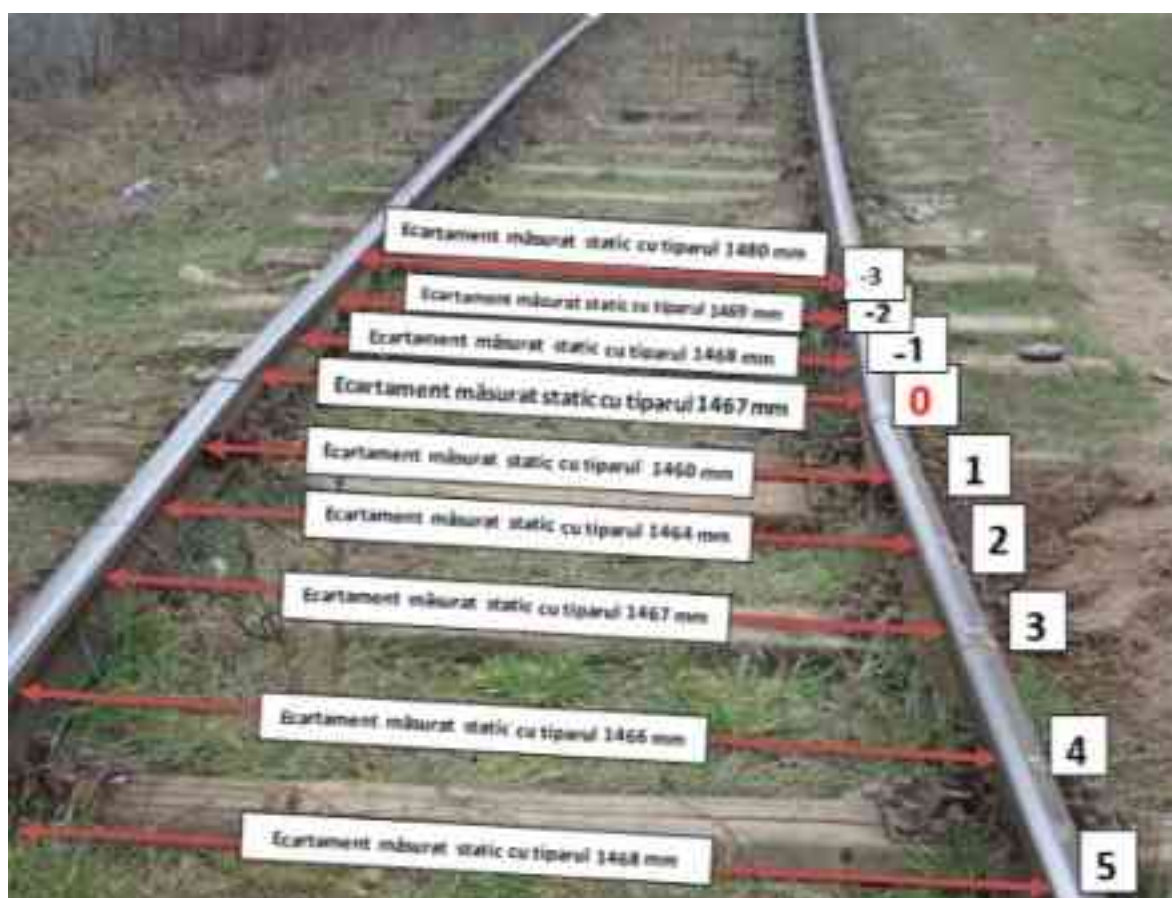 Ecartament măsurat static cu tiparul 1480 mm
-3
Ecartament măsurat static cu tiparul 1469 mm
-2
Ecartament măsurat static cu tiparul 1468 mm
-1
Ecartament măsurat static cu tiparul 1467 mm
0
Ecartament măsurat static cu tiparul 1460 mm
1
Ecartament măsurat static cu tiparul 1464 mm
2
Ecartament măsurat static cu tiparul 1467 mm
3
Ecartament măsurat static cu tiparul 1466 mm
4
Ecartament măsurat static cu tiparul 1468 mm
5